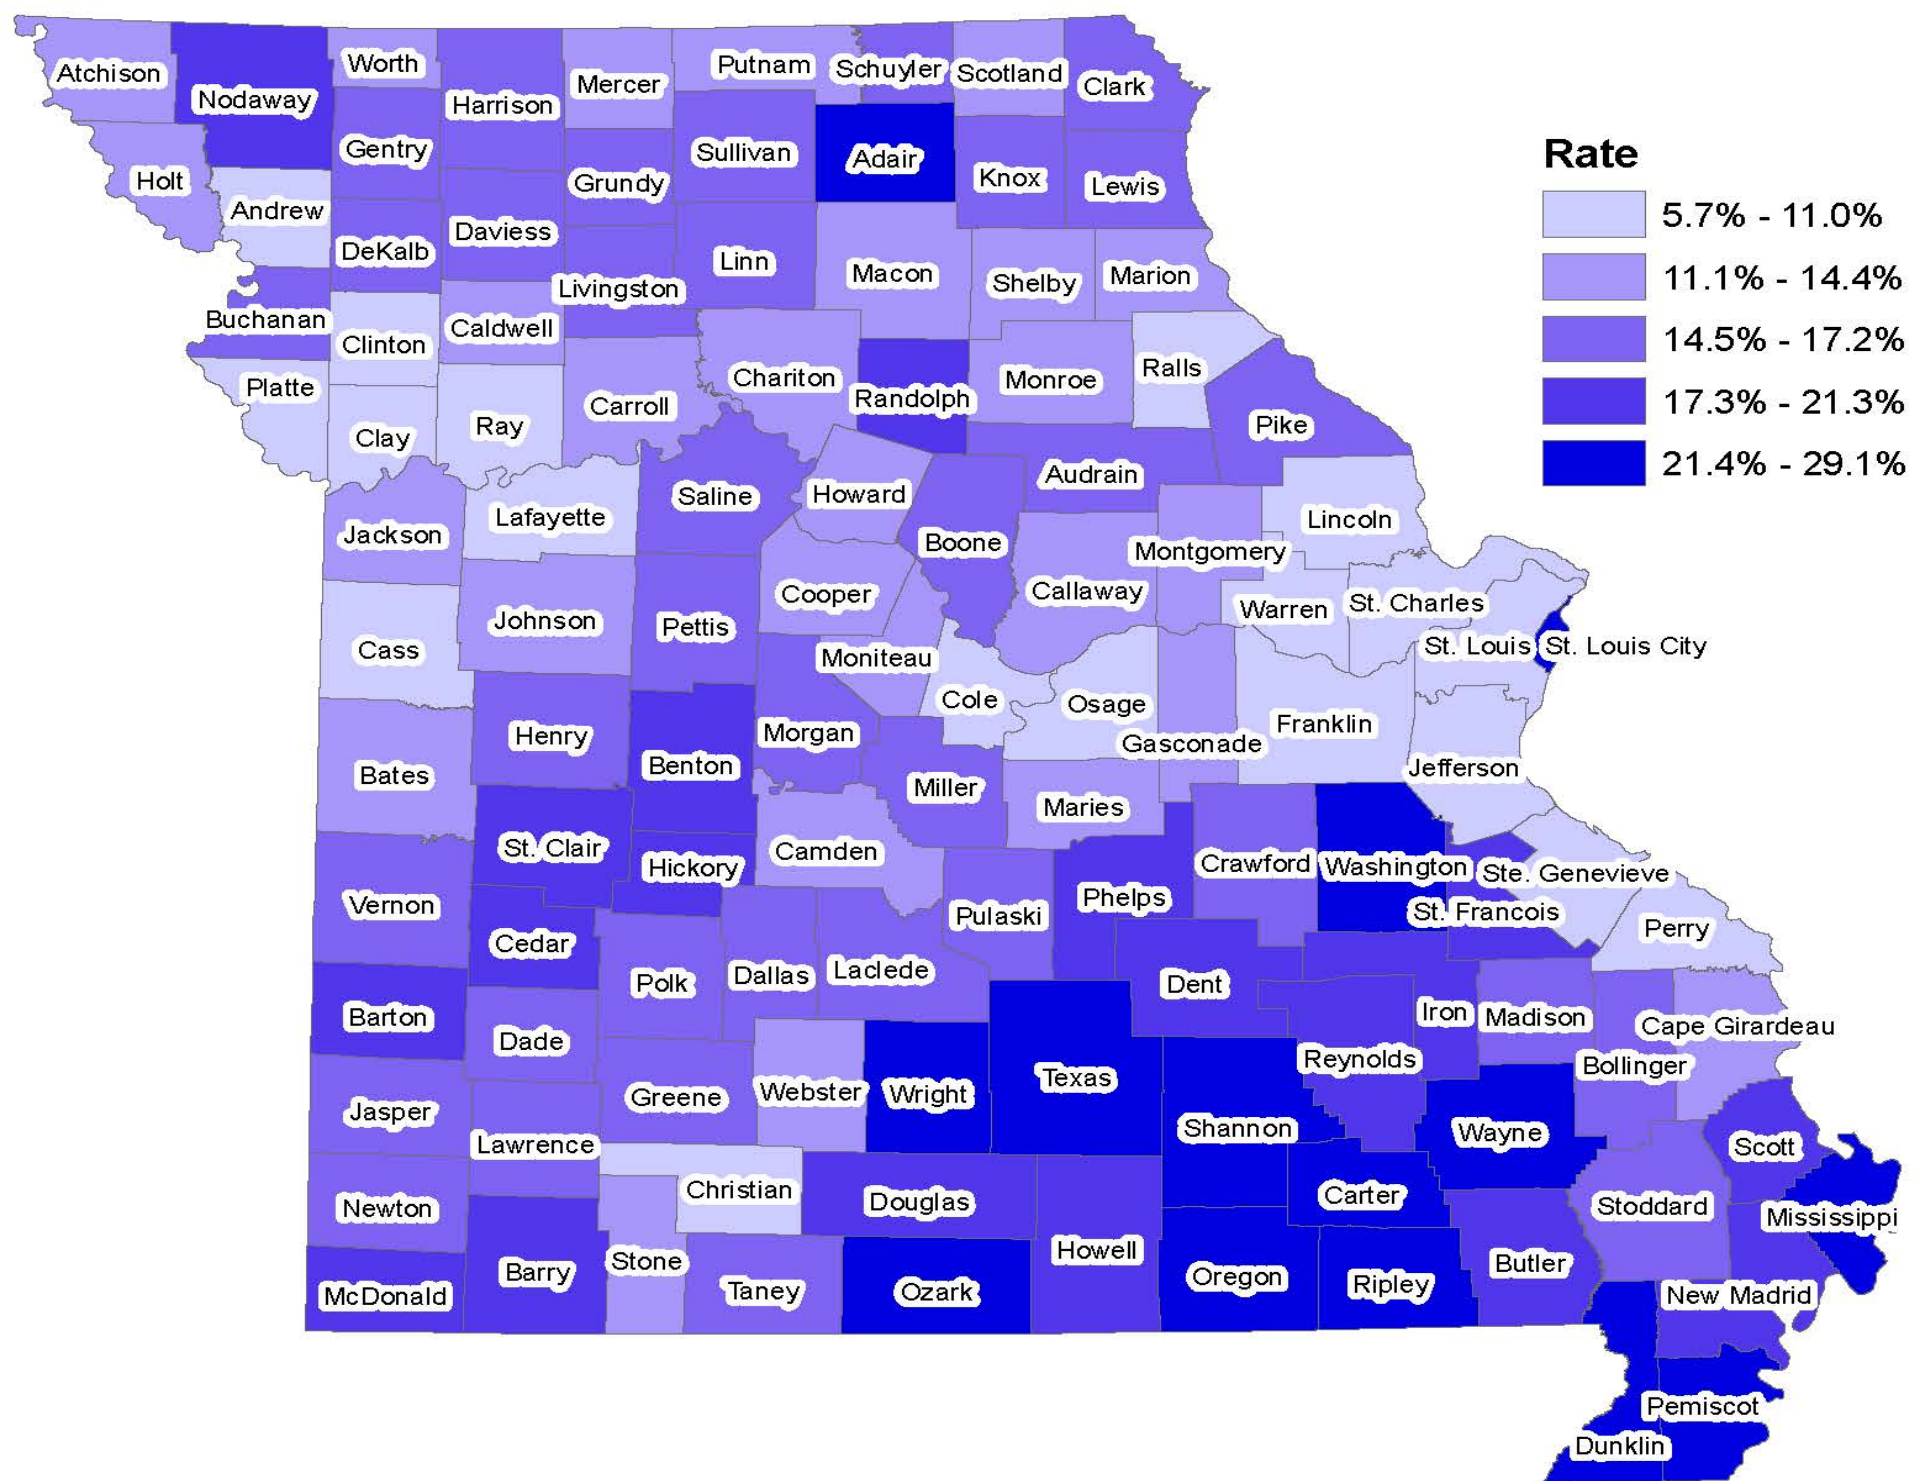 Atchison
Nodaway
Worth
Harrison
Mercer
Putnam
Schuyler
Scotland
Clark
Holt
Andrew
Gentry
Grundy
Sullivan
Adair
Knox
Lewis
DeKalb
Daviess
Livingston
Linn
Macon
Shelby
Marion
Buchanan
Clinton
Caldwell
Platte
Clay
Ray
Carroll
Chariton
Randolph
Monroe
Ralls
Pike
Audrain
Saline
Howard
Boone
Jackson
Lafayette
Lincoln
Montgomery
Callaway
Warren
St. Charles
St. Louis
St. Louis City
Johnson
Cooper
Pettis
Cass
Moniteau
Cole
Osage
Gasconade
Franklin
Jefferson
Henry
Benton
Morgan
Miller
Maries
Bates
St. Clair
Hickory
Camden
Crawford
Washington
Ste. Genevieve
Vernon
Cedar
Pulaski
Phelps
St. Francois
Perry
Polk
Dallas
Laclede
Dent
Iron
Madison
Cape Girardeau
Barton
Dade
Reynolds
Bollinger
Jasper
Greene
Webster
Wright
Texas
Shannon
Wayne
Scott
Lawrence
Newton
Christian
Douglas
Carter
Stoddard
Mississippi
McDonald
Barry
Stone
Taney
Ozark
Howell
Oregon
Ripley
Butler
New Madrid
Pemiscot
Dunklin
Rate
5.7% - 11.0%
11.1% - 14.4%
14.5% - 17.2%
17.3% - 21.3%
21.4% - 29.1%